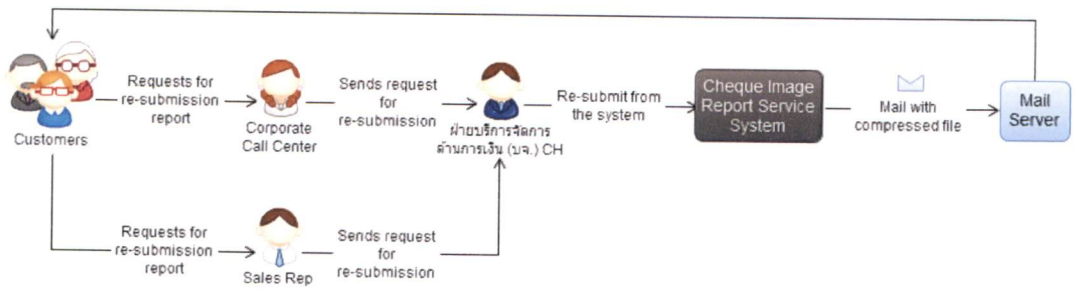 Customers
Requests for
re-submission
report
Corporate
Call Center
Sends request
for
re-submission
ฝ่ายบริการจัดการ
ด้านการเงิน (บจ.) CH
Re-submit from
the system
Cheque Image
Report Service
System
Mail with
compressed file
Mail
Server
Requests for
re-submission
report
Sales Rep
Sends request
for
re-submission